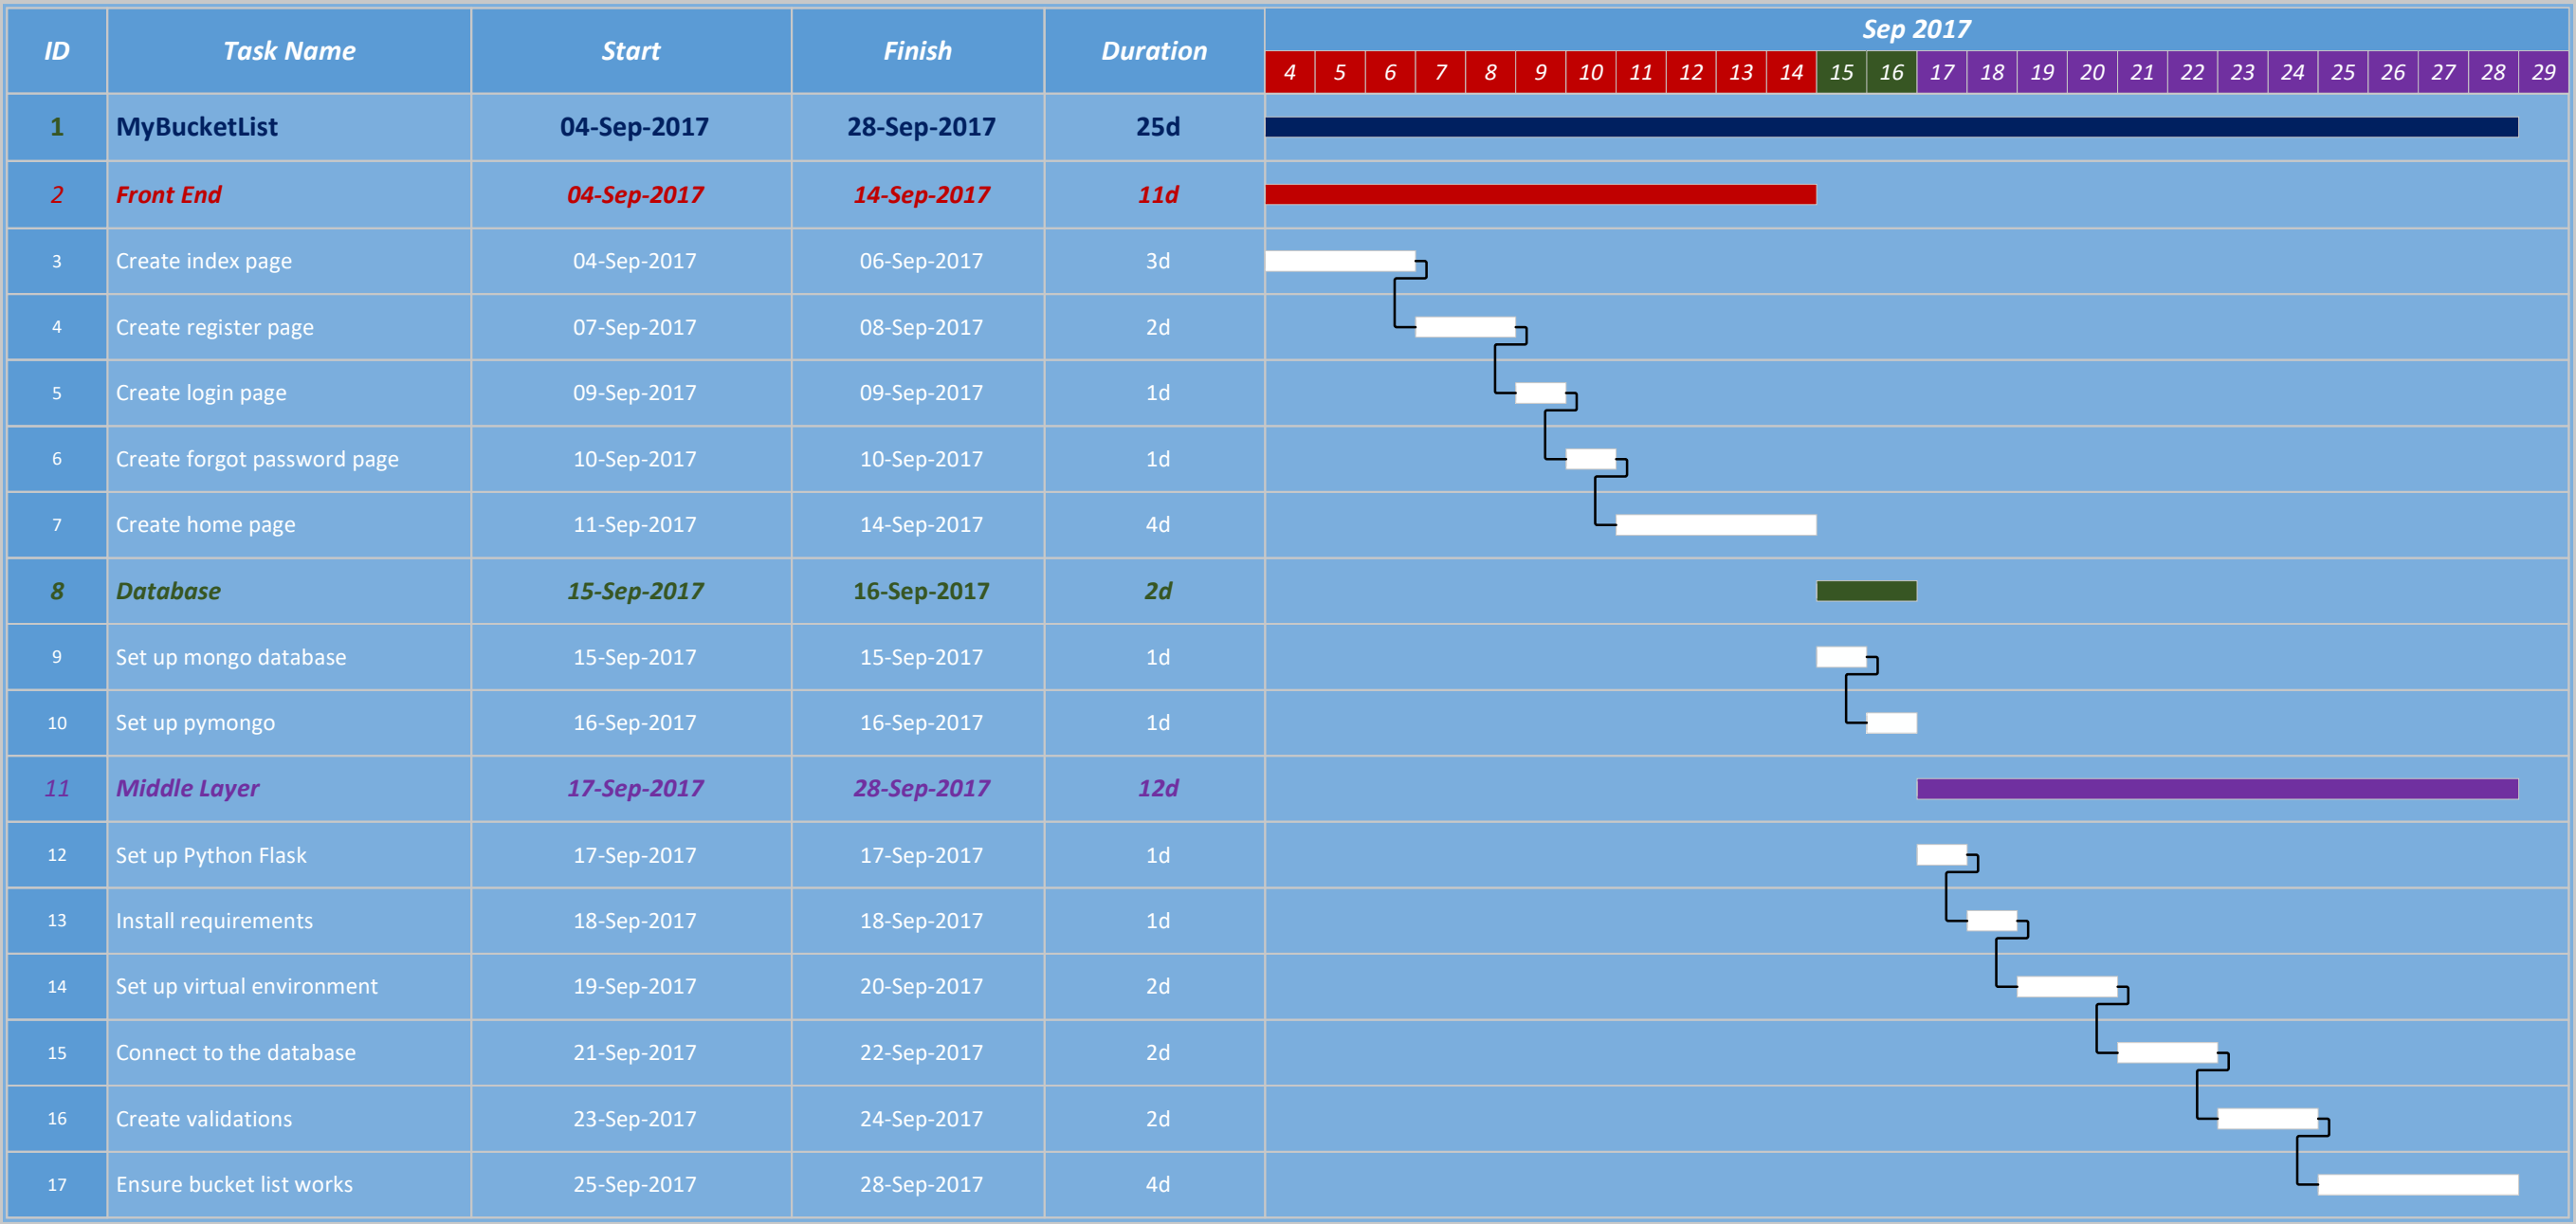 ID Task Name Start Finish Duration Sep 2017
4 5 6 7 8 9 10 11 12 13 14 15 16 17 18 19 20 21 22 23 24 25 26 27 28 29
1 MyBucketList 04-Sep-2017 28-Sep-2017 25d
2 Front End 04-Sep-2017 14-Sep-2017 11d
3 Create index page 04-Sep-2017 06-Sep-2017 3d
4 Create register page 07-Sep-2017 08-Sep-2017 2d
5 Create login page 09-Sep-2017 09-Sep-2017 1d
6 Create forgot password page 10-Sep-2017 10-Sep-2017 1d
7 Create home page 11-Sep-2017 14-Sep-2017 4d
8 Database 15-Sep-2017 16-Sep-2017 2d
9 Set up mongo database 15-Sep-2017 15-Sep-2017 1d
10 Set up pymongo 16-Sep-2017 16-Sep-2017 1d
11 Middle Layer 17-Sep-2017 28-Sep-2017 12d
12 Set up Python Flask 17-Sep-2017 17-Sep-2017 1d
13 Install requirements 18-Sep-2017 18-Sep-2017 1d
14 Set up virtual environment 19-Sep-2017 20-Sep-2017 2d
15 Connect to the database 21-Sep-2017 22-Sep-2017 2d
16 Create validations 23-Sep-2017 24-Sep-2017 2d
17 Ensure bucket list works 25-Sep-2017 28-Sep-2017 4d